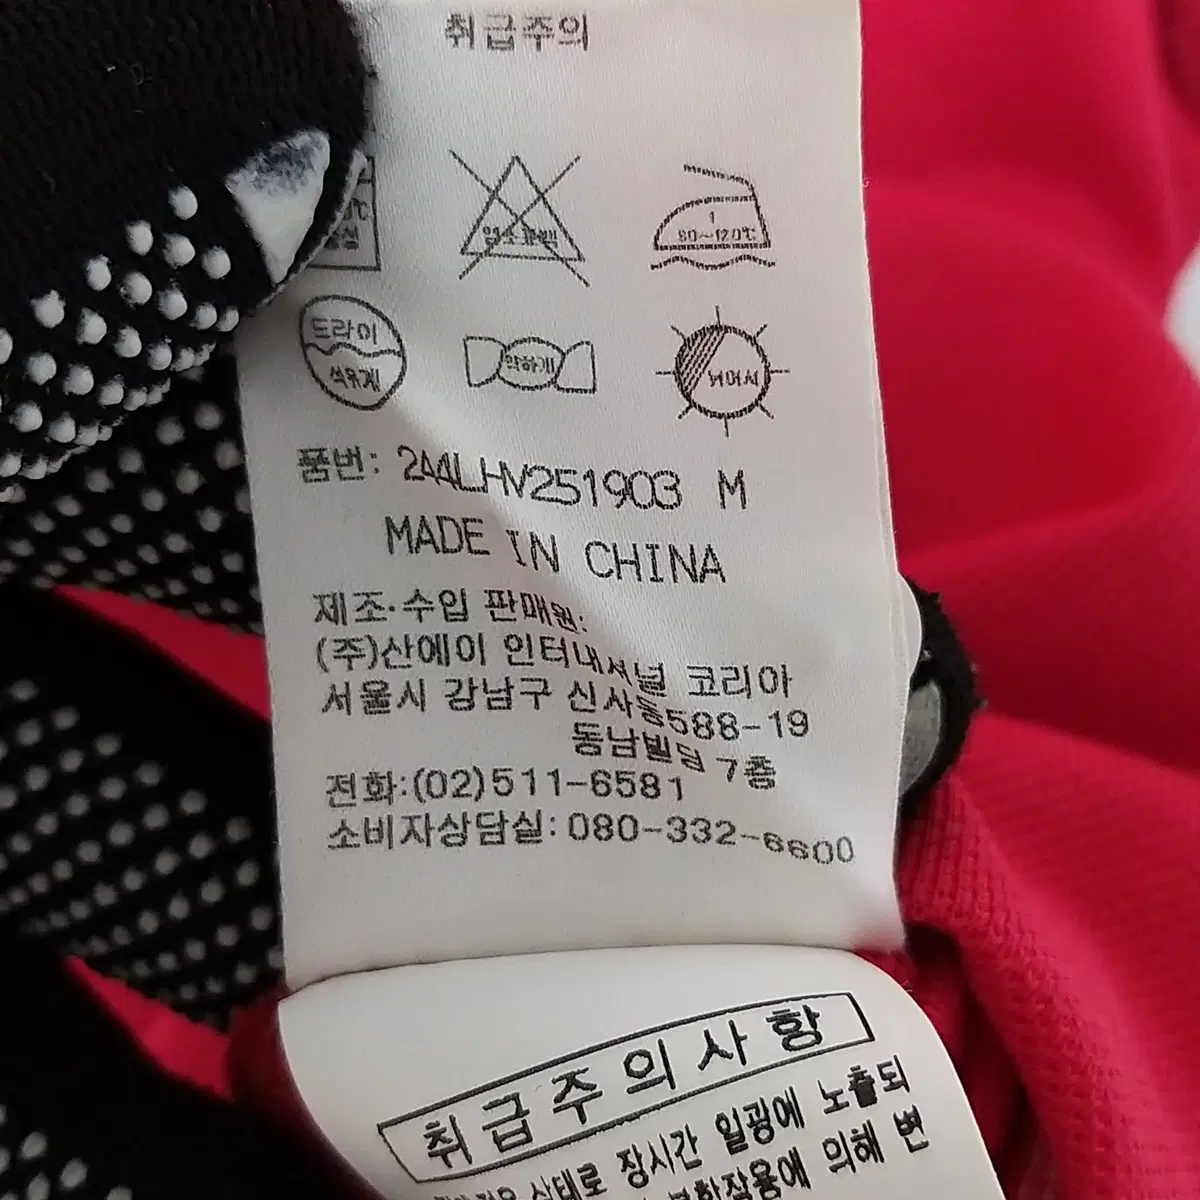 취급주의
염소 표백
1
80~120℃
드라이
석유계
약하게
뉘어서
품번: 2A4LHV251903 M
MADE IN CHINA
제조·수입 판매원:
(주)산에이 인터내셔널 코리아
서울시 강남구 신사동588-19
동남빌딩 7층
전화:(02)511-6581
소비자상담실:080-332-6600
취급주의사항
상태로 장시간 일광에 노출되
의해 변